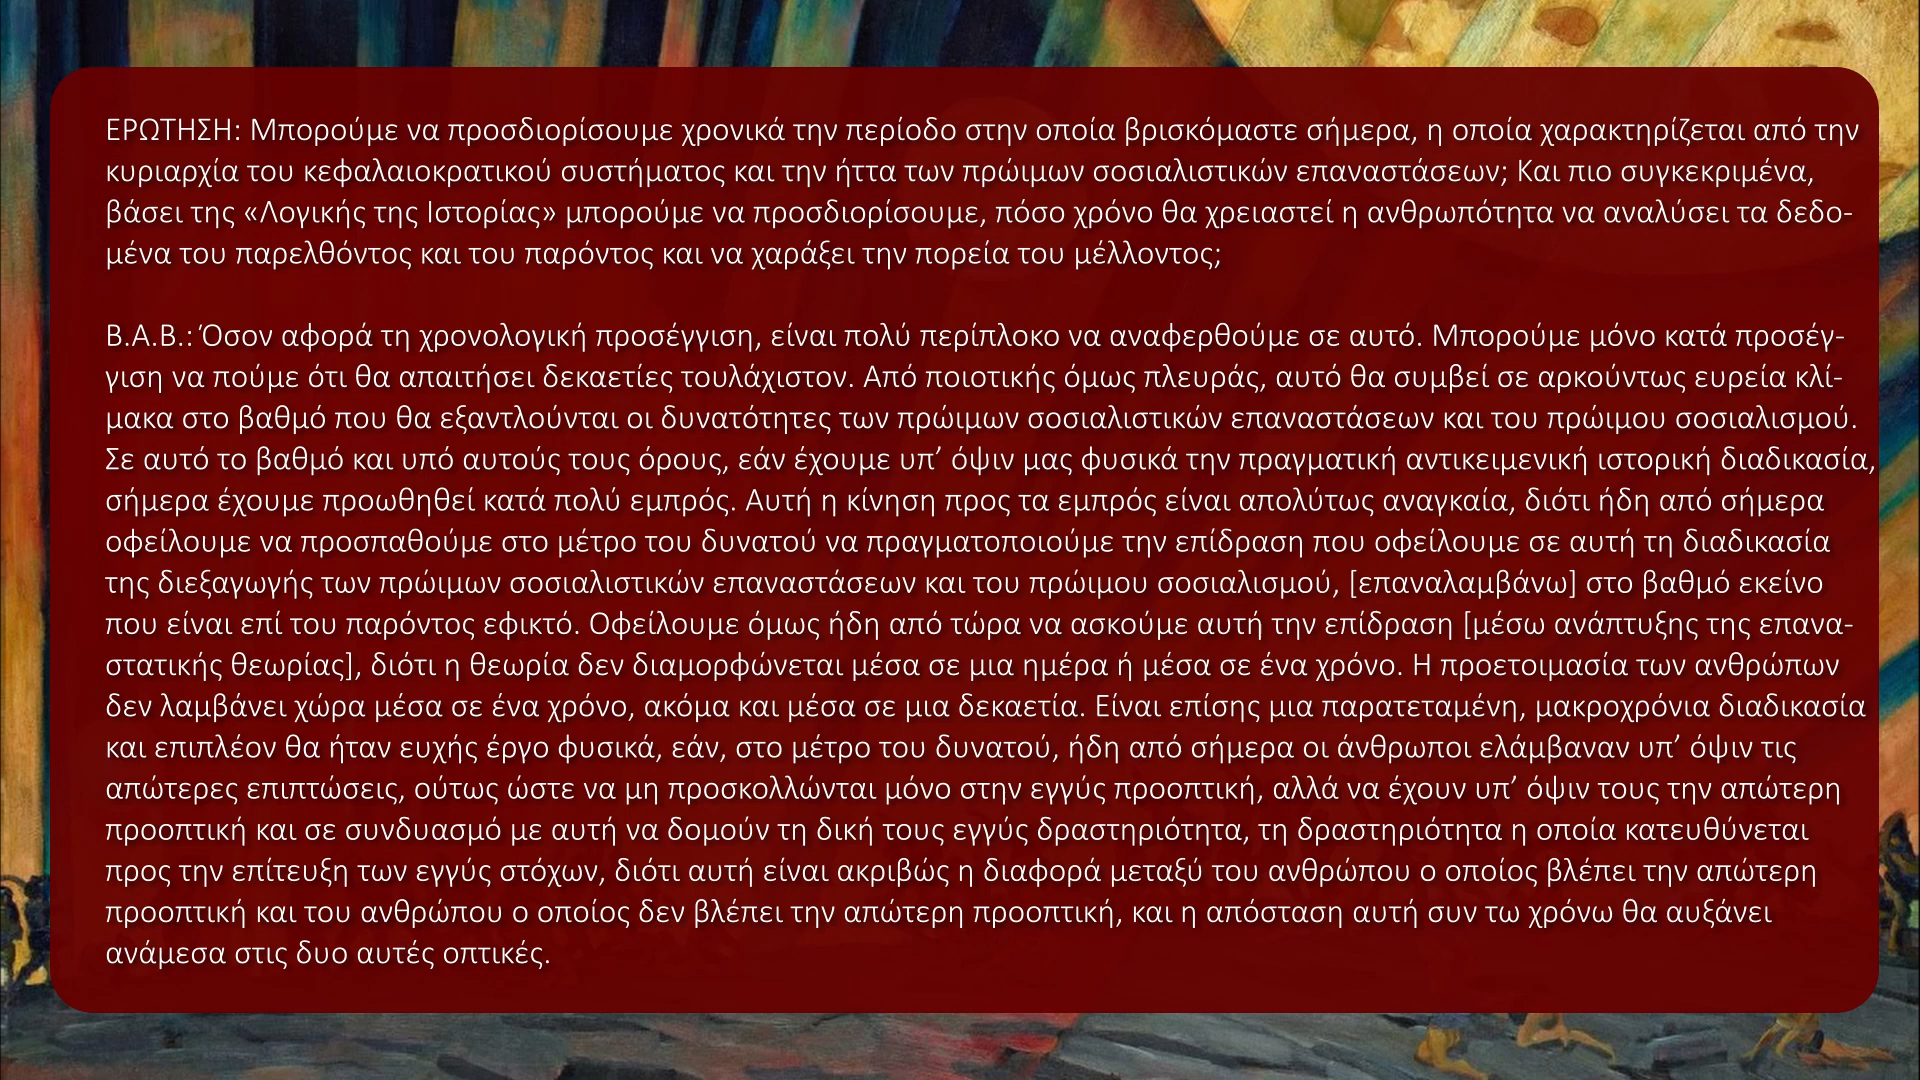 ΕΡΩΤΗΣΗ: Μπορούμε να προσδιορίσουμε χρονικά την περίοδο στην οποία βρισκόμαστε σήμερα, η οποία χαρακτηρίζεται από την
κυριαρχία του κεφαλαιοκρατικού συστήματος και την ήττα των πρώιμων σοσιαλιστικών επαναστάσεων; Και πιο συγκεκριμένα,
βάσει της «Λογικής της Ιστορίας» μπορούμε να προσδιορίσουμε, πόσο χρόνο θα χρειαστεί η ανθρωπότητα να αναλύσει τα δεδο-
μένα του παρελθόντος και του παρόντος και να χαράξει την πορεία του μέλλοντος;
Β.Α.Β.: Όσον αφορά τη χρονολογική προσέγγιση, είναι πολύ περίπλοκο να αναφερθούμε σε αυτό. Μπορούμε μόνο κατά προσέγ-
γιση να πούμε ότι θα απαιτήσει δεκαετίες τουλάχιστον. Από ποιοτικής όμως πλευράς, αυτό θα συμβεί σε αρκούντως ευρεία κλί-
μακα στο βαθμό που θα εξαντλούνται οι δυνατότητες των πρώιμων σοσιαλιστικών επαναστάσεων και του πρώιμου σοσιαλισμού.
Σε αυτό το βαθμό και υπό αυτούς τους όρους, εάν έχουμε υπ’ όψιν μας φυσικά την πραγματική αντικειμενική ιστορική διαδικασία,
σήμερα έχουμε προωθηθεί κατά πολύ εμπρός. Αυτή η κίνηση προς τα εμπρός είναι απολύτως αναγκαία, διότι ήδη από σήμερα
οφείλουμε να προσπαθούμε στο μέτρο του δυνατού να πραγματοποιούμε την επίδραση που οφείλουμε σε αυτή τη διαδικασία
της διεξαγωγής των πρώιμων σοσιαλιστικών επαναστάσεων και του πρώιμου σοσιαλισμού, [επαναλαμβάνω] στο βαθμό εκείνο
που είναι επί του παρόντος εφικτό. Οφείλουμε όμως ήδη από τώρα να ασκούμε αυτή την επίδραση [μέσω ανάπτυξης της επανα-
στατικής θεωρίας], διότι η θεωρία δεν διαμορφώνεται μέσα σε μια ημέρα ή μέσα σε ένα χρόνο. Η προετοιμασία των ανθρώπων
δεν λαμβάνει χώρα μέσα σε ένα χρόνο, ακόμα και μέσα σε μια δεκαετία. Είναι επίσης μια παρατεταμένη, μακροχρόνια διαδικασία
και επιπλέον θα ήταν ευχής έργο φυσικά, εάν, στο μέτρο του δυνατού, ήδη από σήμερα οι άνθρωποι ελάμβαναν υπ’ όψιν τις
απώτερες επιπτώσεις, ούτως ώστε να μη προσκολλώνται μόνο στην εγγύς προοπτική, αλλά να έχουν υπ’ όψιν τους την απώτερη
προοπτική και σε συνδυασμό με αυτή να δομούν τη δική τους εγγύς δραστηριότητα, τη δραστηριότητα η οποία κατευθύνεται
προς την επίτευξη των εγγύς στόχων, διότι αυτή είναι ακριβώς η διαφορά μεταξύ του ανθρώπου ο οποίος βλέπει την απώτερη
προοπτική και του ανθρώπου ο οποίος δεν βλέπει την απώτερη προοπτική, και η απόσταση αυτή συν τω χρόνω θα αυξάνει
ανάμεσα στις δυο αυτές οπτικές.